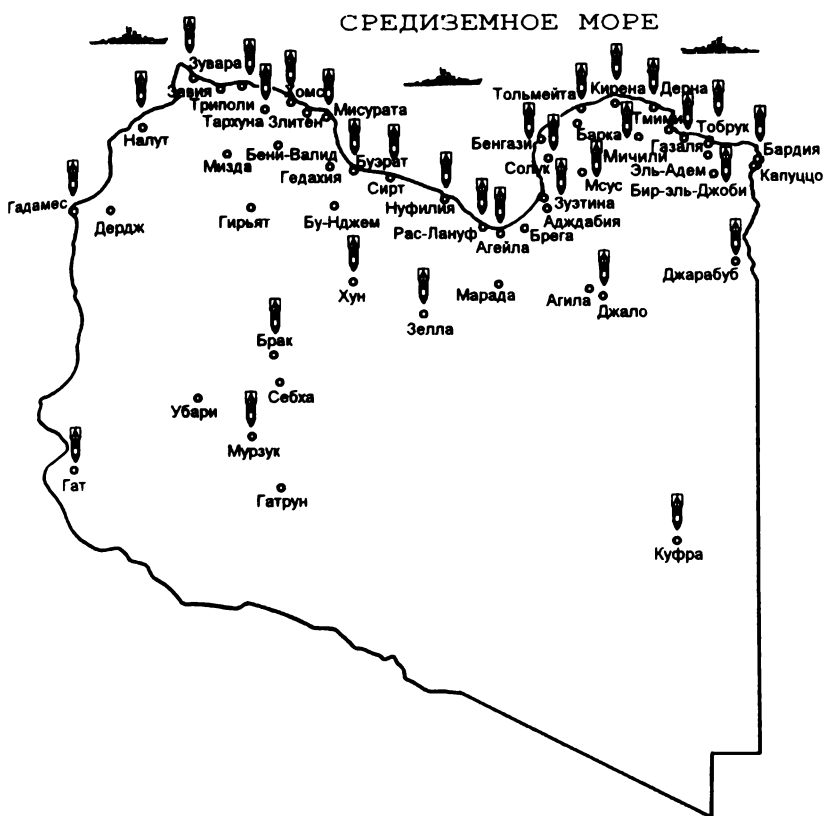 СРЕДИЗЕМНОЕ МОРЕ
Зувара
Завия
Триполи
Хомс
Тархуна
Злитен
Мисурата
Налут
Мизда
Бени-Валид
Гедахия
Буэрат
Сирт
Гадамес
Дердж
Гирьят
Бу-Нджем
Нуфилия
Рас-Лануф
Агейла
Брега
Тольмейта
Кирена
Дерна
Бенгази
Барка
Тмими
Тобрук
Газаля
Бардия
Солук
Мичили
Эль-Адем
Капуццо
Мсус
Бир-эль-Джоби
Зуэтина
Адждабия
Хун
Зелла
Марада
Агила
Джало
Джарабуб
Брак
Себха
Убари
Мурзук
Гат
Гатрун
Куфра